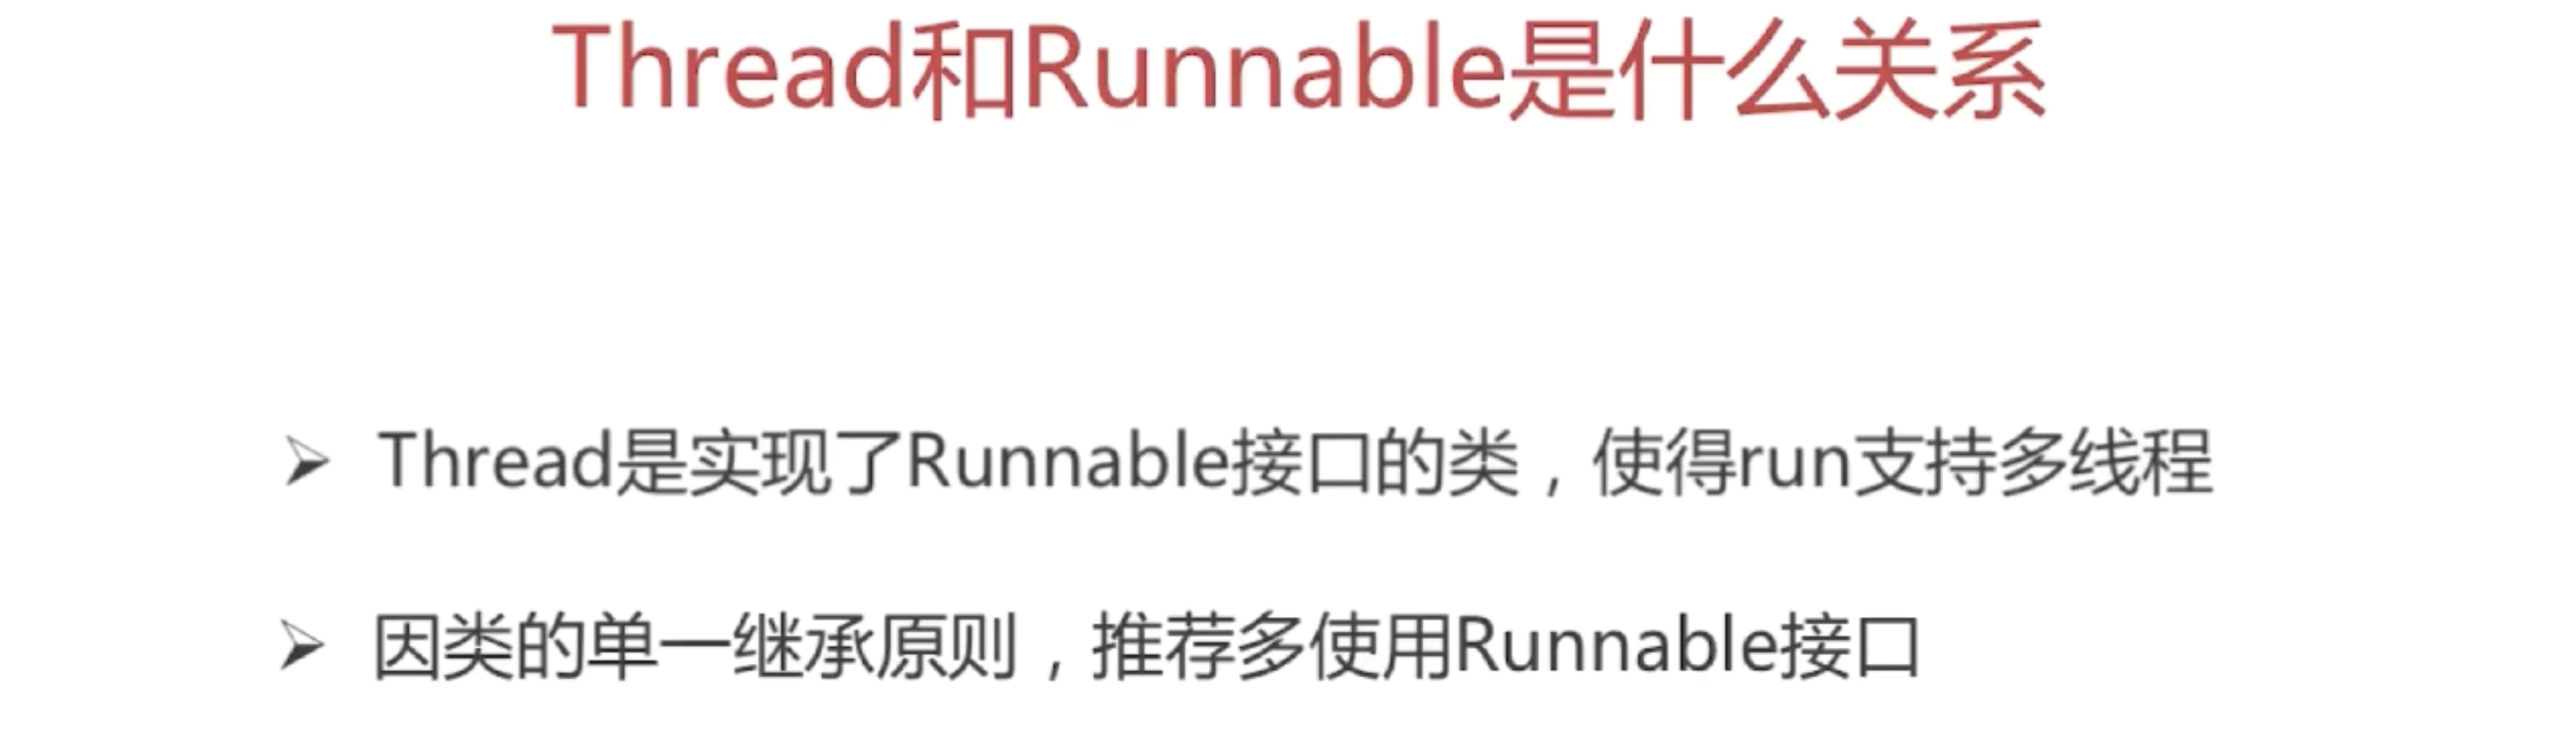 Thread和Runnable是什么关系
Thread是实现了Runnable接口的类，使得run支持多线程
因类的单一继承原则，推荐多使用Runnable接口